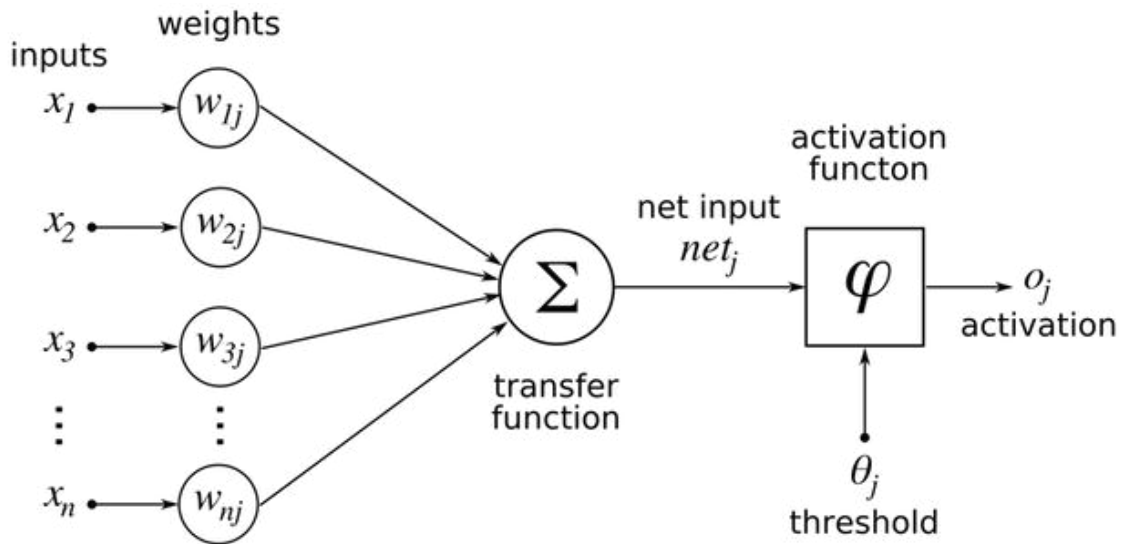 weights
inputs
x₁
w₁ⱼ
x₂
w₂ⱼ
x₃
w₃ⱼ
⋮
⋮
xₙ
wₙⱼ
Σ
transfer
function
net input
netⱼ
activation
functon
φ
oⱼ
activation
θⱼ
threshold